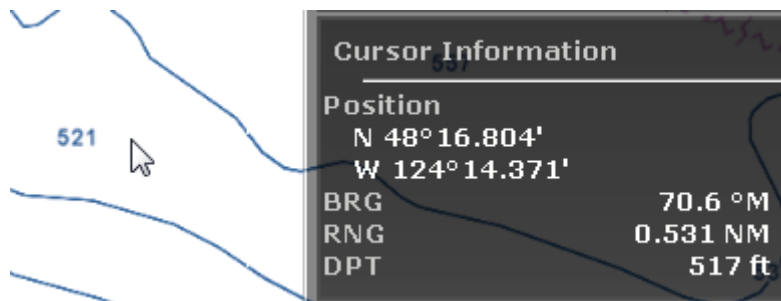 Cursor Information
537
Position
N 48°16.804'
W 124°14.371'
BRG 70.6 °M
RNG 0.531 NM
DPT 517 ft
521